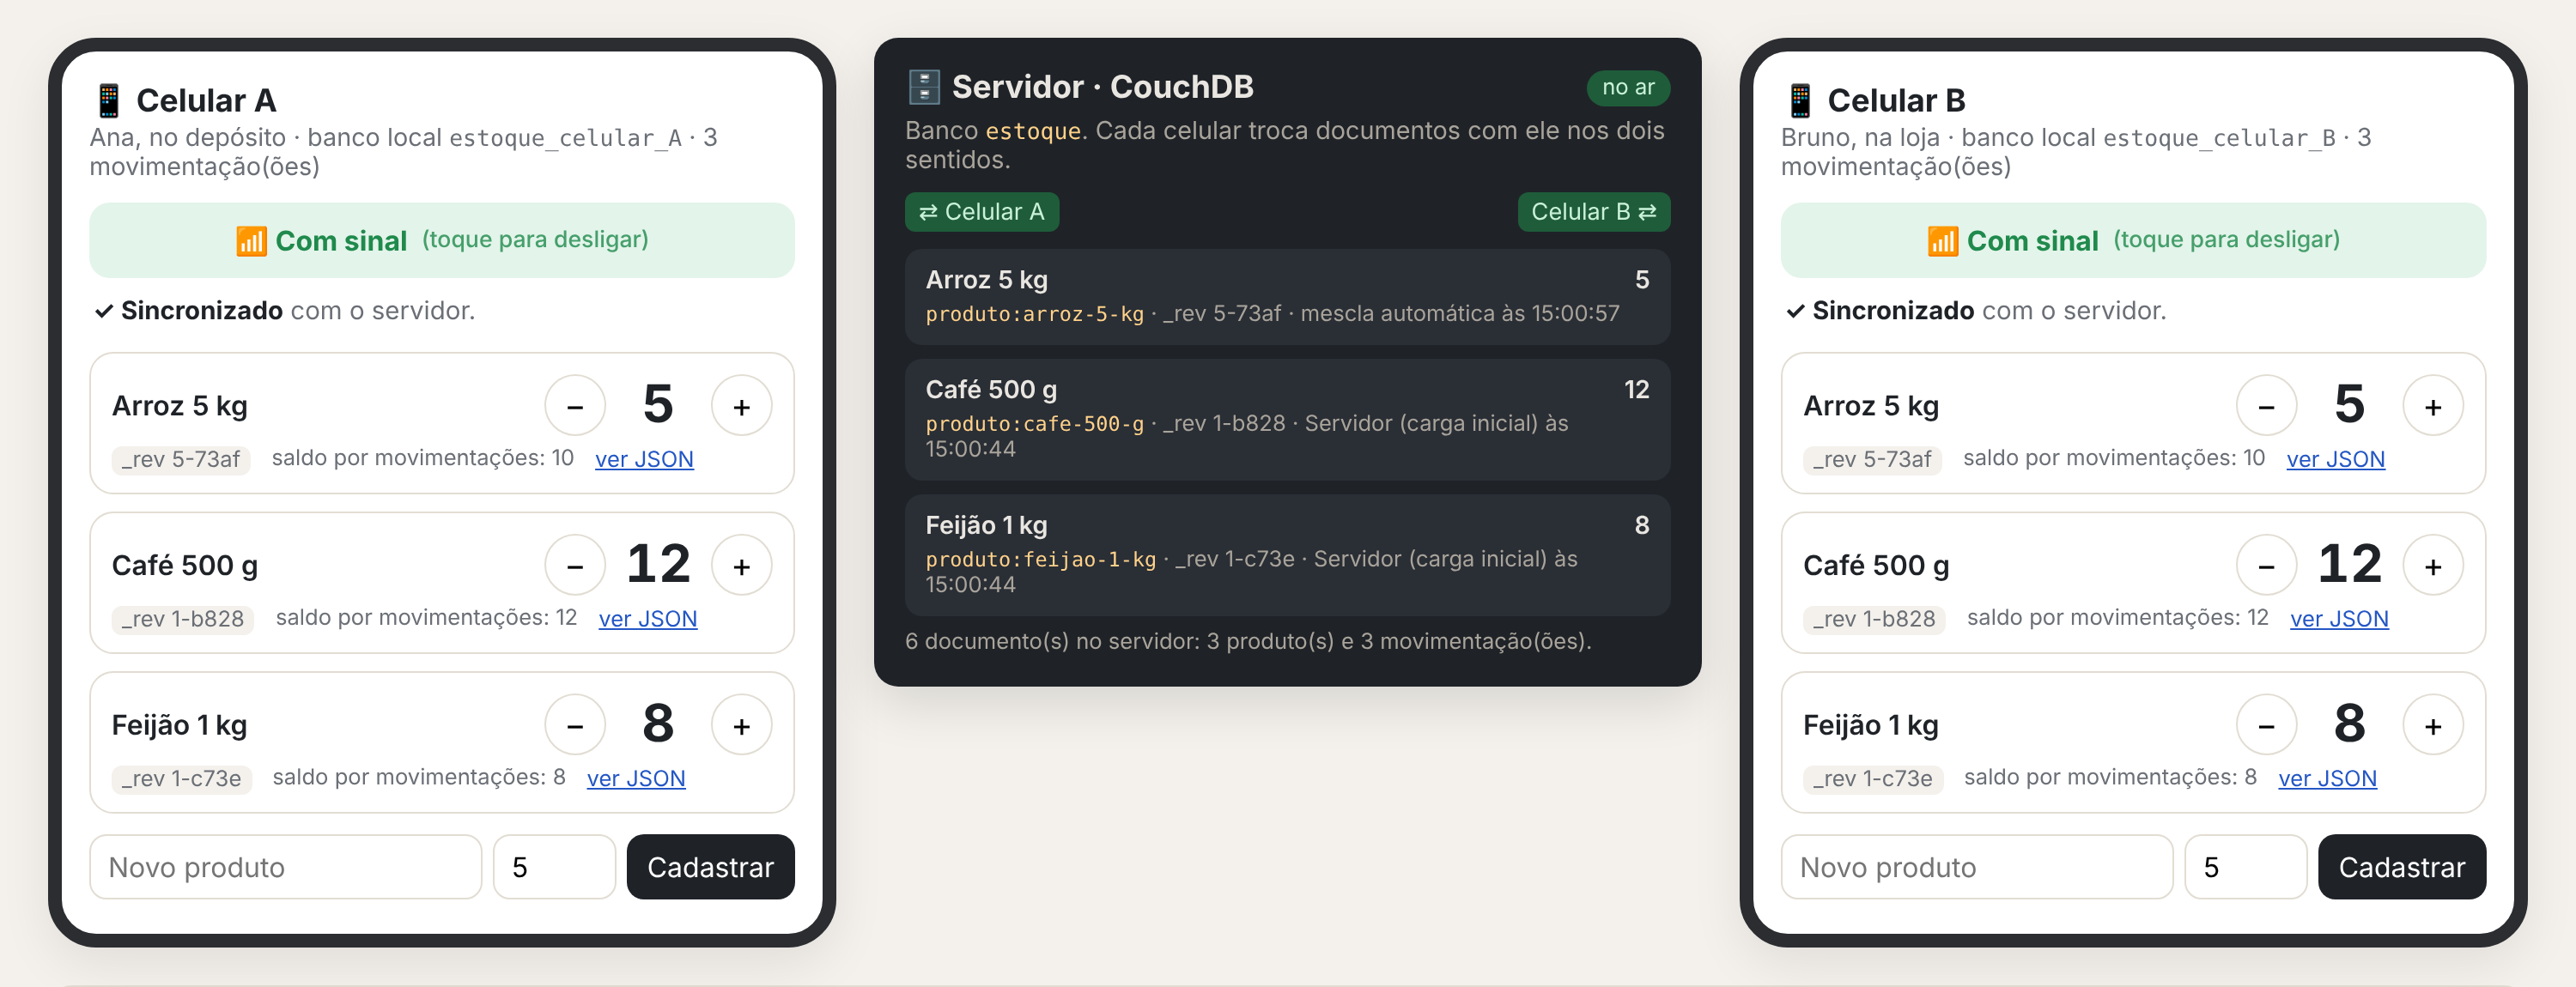 📱 Celular A
Ana, no depósito · banco local estoque_celular_A · 3
movimentação(ões)
📶 Com sinal (toque para desligar)
✓ Sincronizado com o servidor.
Arroz 5 kg − 5 +
_rev 5-73af saldo por movimentações: 10 ver JSON
Café 500 g − 12 +
_rev 1-b828 saldo por movimentações: 12 ver JSON
Feijão 1 kg − 8 +
_rev 1-c73e saldo por movimentações: 8 ver JSON
Novo produto 5 Cadastrar
🗄️ Servidor · CouchDB no ar
Banco estoque. Cada celular troca documentos com ele nos dois
sentidos.
⇄ Celular A Celular B ⇄
Arroz 5 kg 5
produto:arroz-5-kg · _rev 5-73af · mescla automática às 15:00:57
Café 500 g 12
produto:cafe-500-g · _rev 1-b828 · Servidor (carga inicial) às
15:00:44
Feijão 1 kg 8
produto:feijao-1-kg · _rev 1-c73e · Servidor (carga inicial) às
15:00:44
6 documento(s) no servidor: 3 produto(s) e 3 movimentação(ões).
📱 Celular B
Bruno, na loja · banco local estoque_celular_B · 3
movimentação(ões)
📶 Com sinal (toque para desligar)
✓ Sincronizado com o servidor.
Arroz 5 kg − 5 +
_rev 5-73af saldo por movimentações: 10 ver JSON
Café 500 g − 12 +
_rev 1-b828 saldo por movimentações: 12 ver JSON
Feijão 1 kg − 8 +
_rev 1-c73e saldo por movimentações: 8 ver JSON
Novo produto 5 Cadastrar